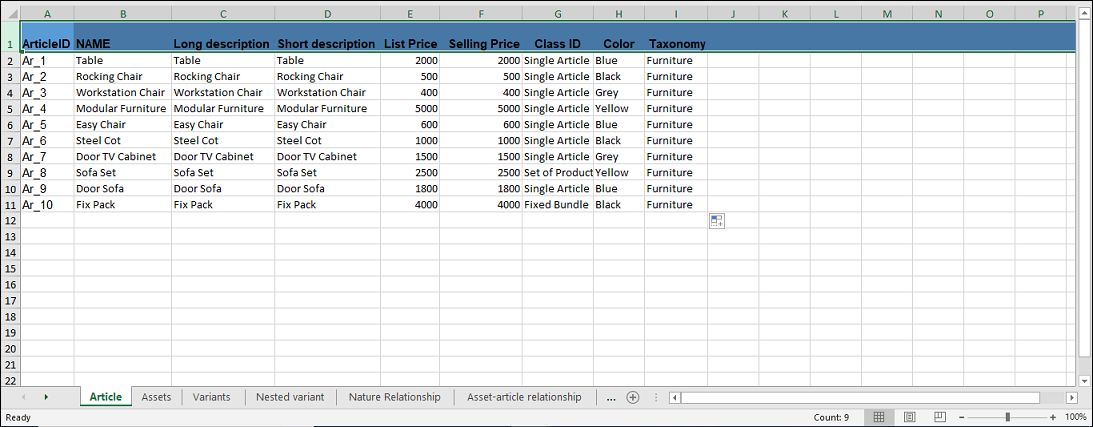 A B C D E F G H I J K L M N O P
1 ArticleID NAME Long description Short description List Price Selling Price Class ID Color Taxonomy
2 Ar_1 Table Table Table 2000 2000 Single Article Blue Furniture
3 Ar_2 Rocking Chair Rocking Chair Rocking Chair 500 500 Single Article Black Furniture
4 Ar_3 Workstation Chair Workstation Chair Workstation Chair 400 400 Single Article Grey Furniture
5 Ar_4 Modular Furniture Modular Furniture Modular Furniture 5000 5000 Single Article Yellow Furniture
6 Ar_5 Easy Chair Easy Chair Easy Chair 600 600 Single Article Blue Furniture
7 Ar_6 Steel Cot Steel Cot Steel Cot 1000 1000 Single Article Black Furniture
8 Ar_7 Door TV Cabinet Door TV Cabinet Door TV Cabinet 1500 1500 Single Article Grey Furniture
9 Ar_8 Sofa Set Sofa Set Sofa Set 2500 2500 Set of Product Yellow Furniture
10 Ar_9 Door Sofa Door Sofa Door Sofa 1800 1800 Single Article Blue Furniture
11 Ar_10 Fix Pack Fix Pack Fix Pack 4000 4000 Fixed Bundle Black Furniture
12
13
14
15
16
17
18
19
20
21
22
Article Assets Variants Nested variant Nature Relationship Asset-article relationship ...
Ready Count: 9 100%